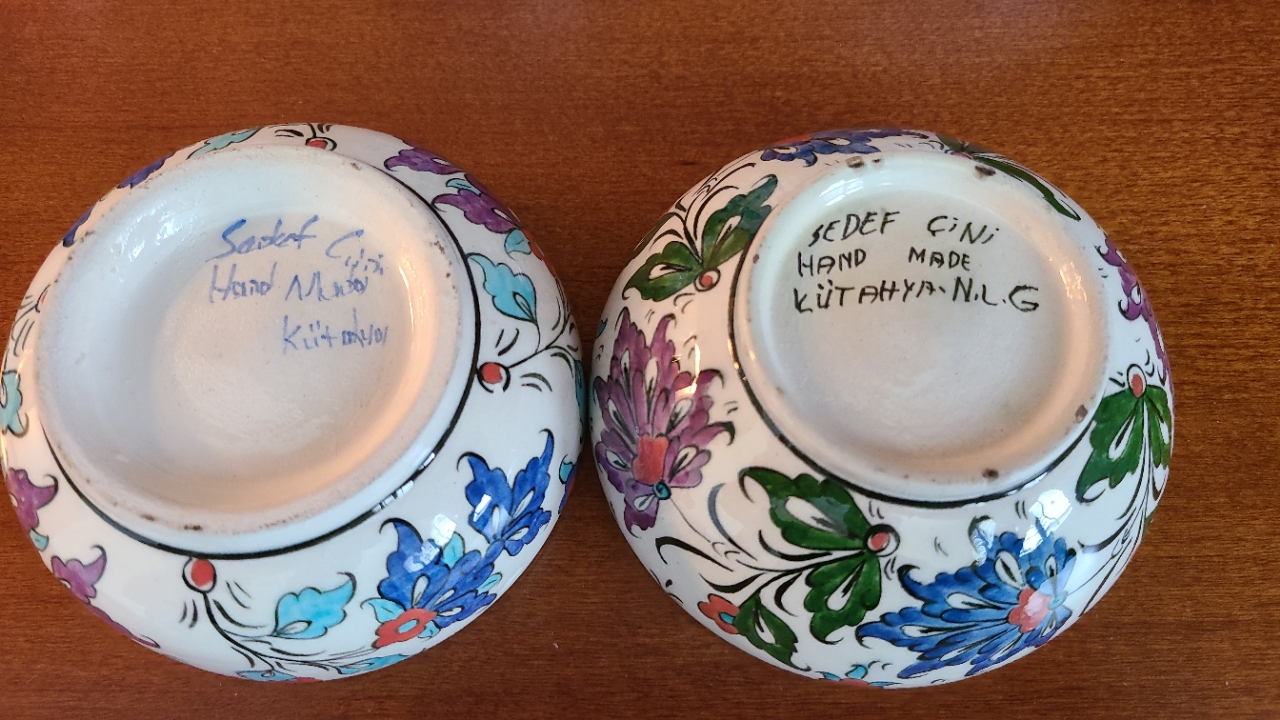 Sedef Çini
Hand Made
Kütahya
SEDEF ÇiNi
HAND MADE
KÜTAHYA.N.L.G